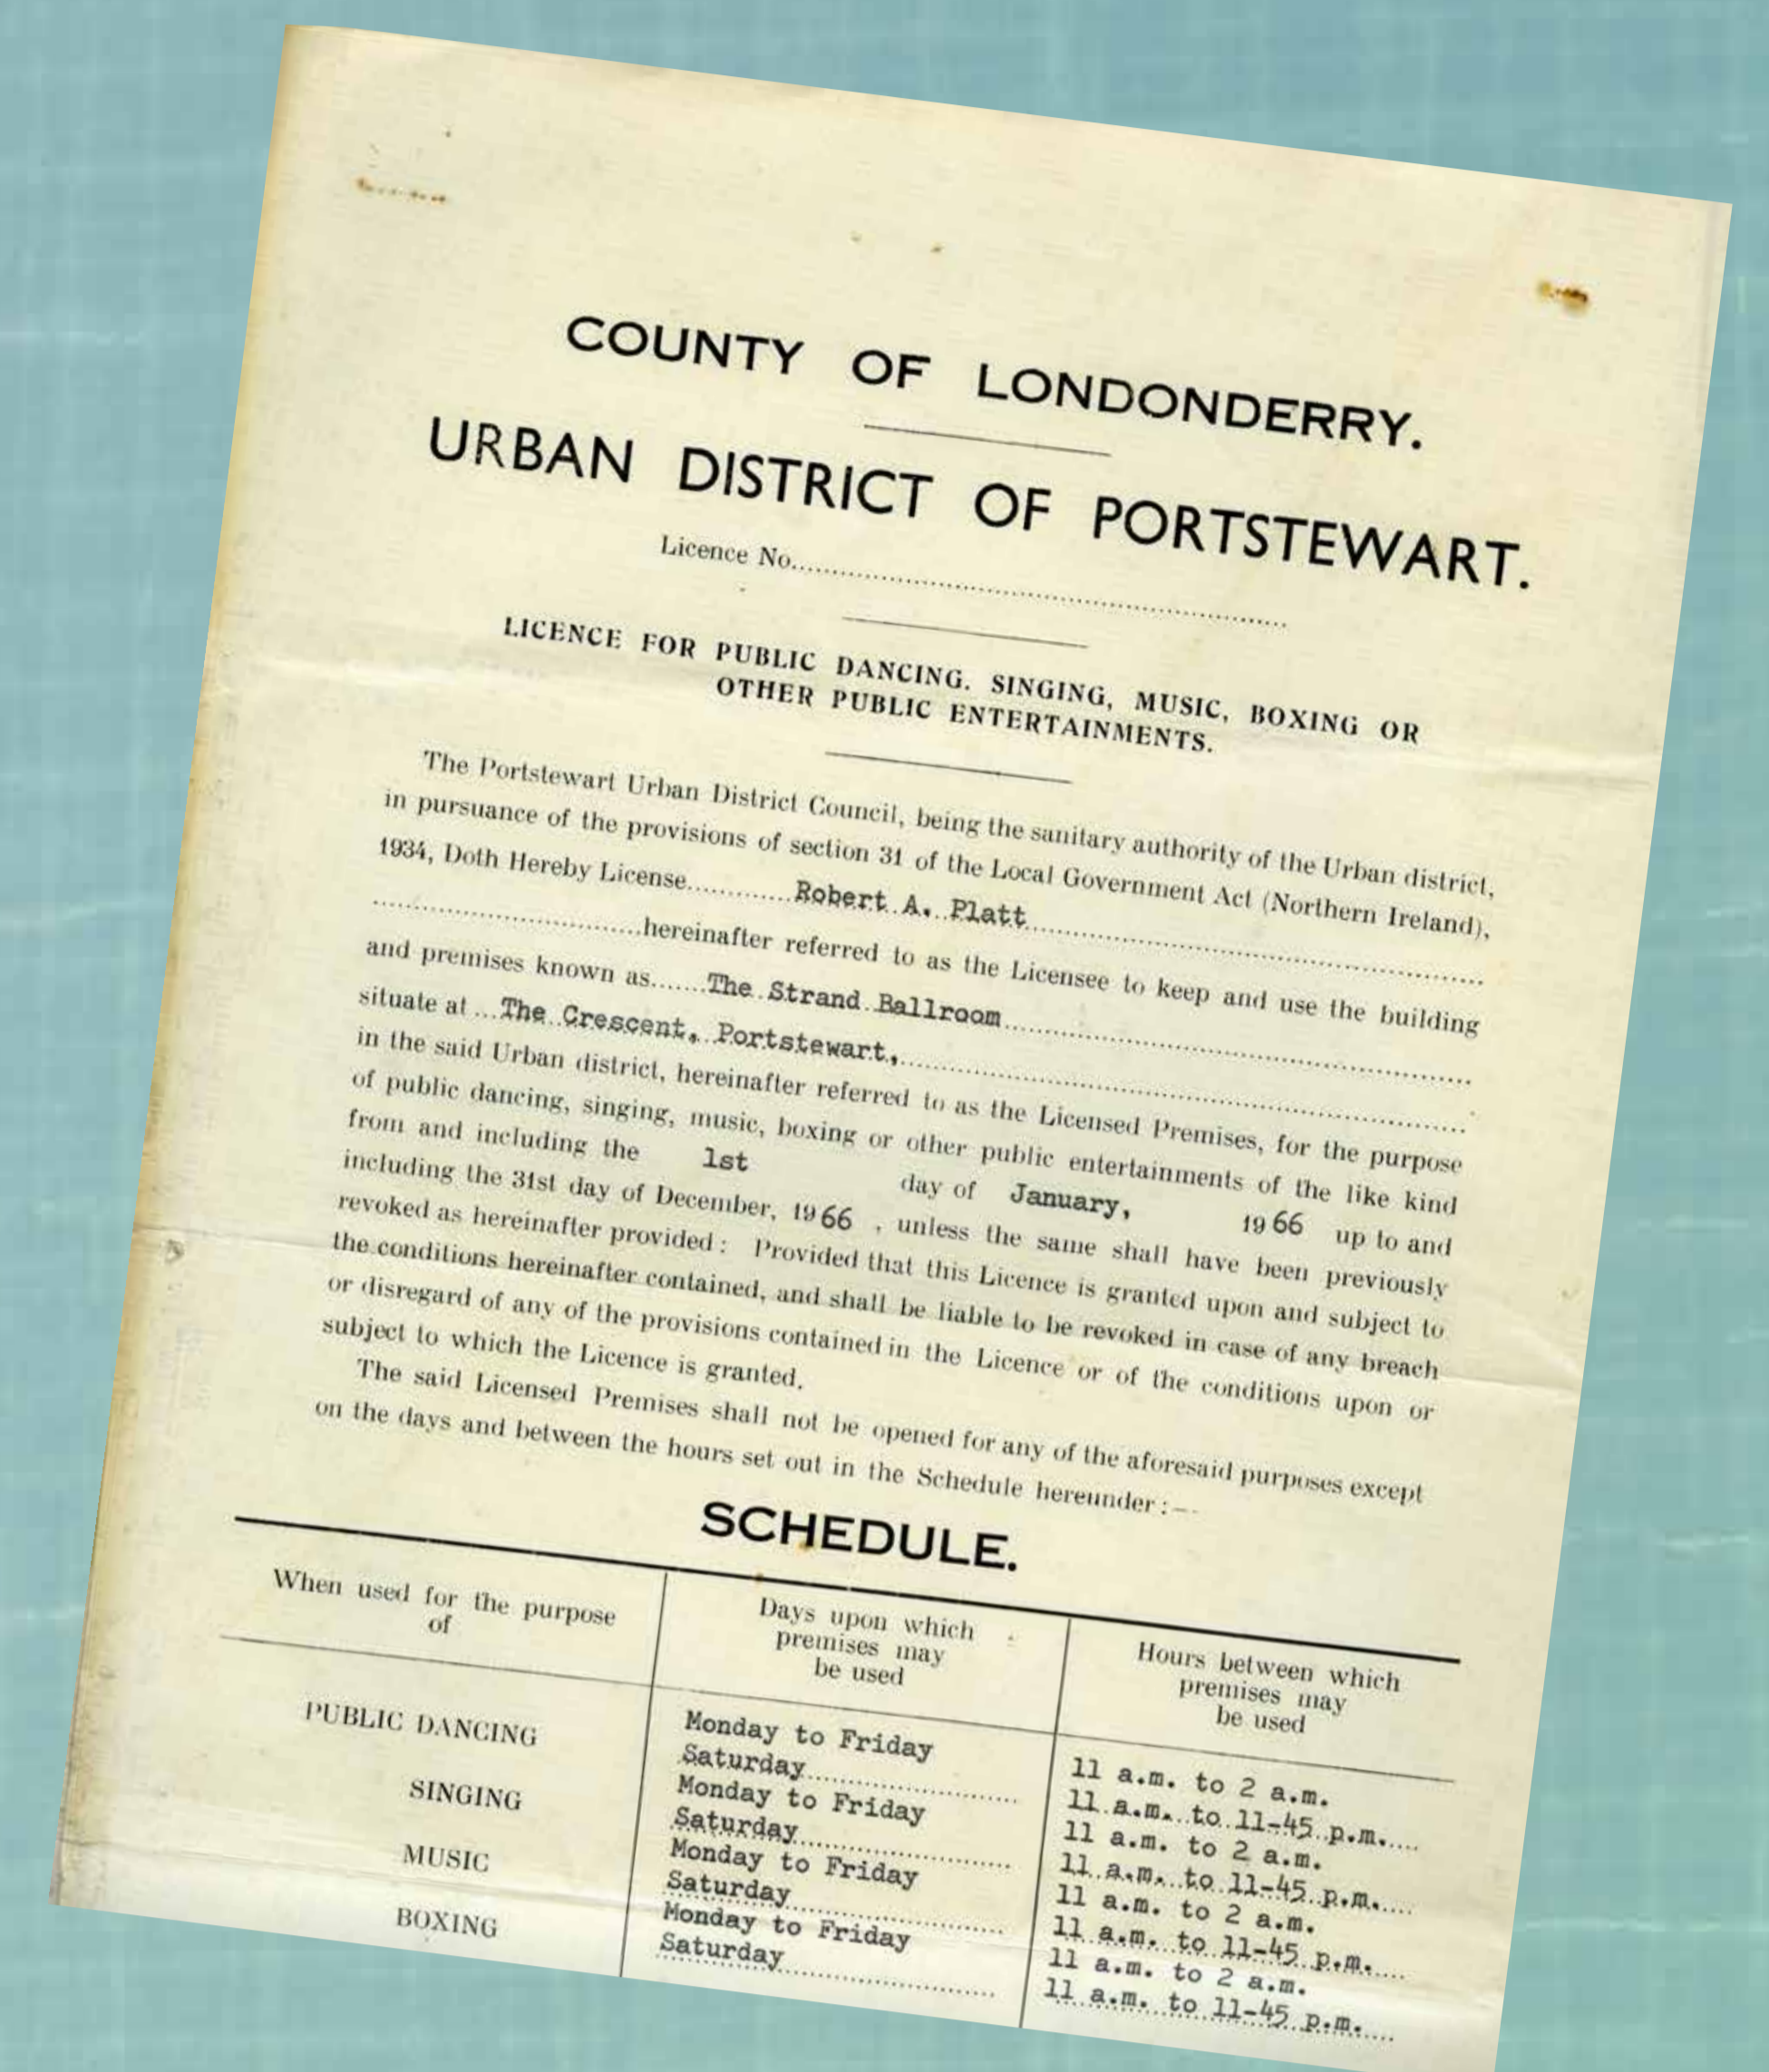 COUNTY OF LONDONDERRY.
URBAN DISTRICT OF PORTSTEWART.
Licence No.
LICENCE FOR PUBLIC DANCING. SINGING, MUSIC, BOXING OR
OTHER PUBLIC ENTERTAINMENTS.
The Portstewart Urban District Council, being the sanitary authority of the Urban district,
in pursuance of the provisions of section 31 of the Local Government Act (Northern Ireland),
1934, Doth Hereby License Robert A. Platt
hereinafter referred to as the Licensee to keep and use the building
and premises known as The Strand Ballroom
situate at The Crescent, Portstewart,
in the said Urban district, hereinafter referred to as the Licensed Premises, for the purpose
of public dancing, singing, music, boxing or other public entertainments of the like kind
from and including the 1st day of January, 1966 up to and
including the 31st day of December, 1966, unless the same shall have been previously
revoked as hereinafter provided: Provided that this Licence is granted upon and subject to
the conditions hereinafter contained, and shall be liable to be revoked in case of any breach
or disregard of any of the provisions contained in the Licence or of the conditions upon or
subject to which the Licence is granted.
The said Licensed Premises shall not be opened for any of the aforesaid purposes except
on the days and between the hours set out in the Schedule hereunder:—
SCHEDULE.
When used for the purpose
of
Days upon which
premises may
be used
Hours between which
premises may
be used
PUBLIC DANCING
Monday to Friday
11 a.m. to 2 a.m.
Saturday
11 a.m. to 11-45 p.m.
SINGING
Monday to Friday
11 a.m. to 2 a.m.
Saturday
11 a.m. to 11-45 p.m.
MUSIC
Monday to Friday
11 a.m. to 2 a.m.
Saturday
11 a.m. to 11-45 p.m.
BOXING
Monday to Friday
11 a.m. to 2 a.m.
Saturday
11 a.m. to 11-45 p.m.